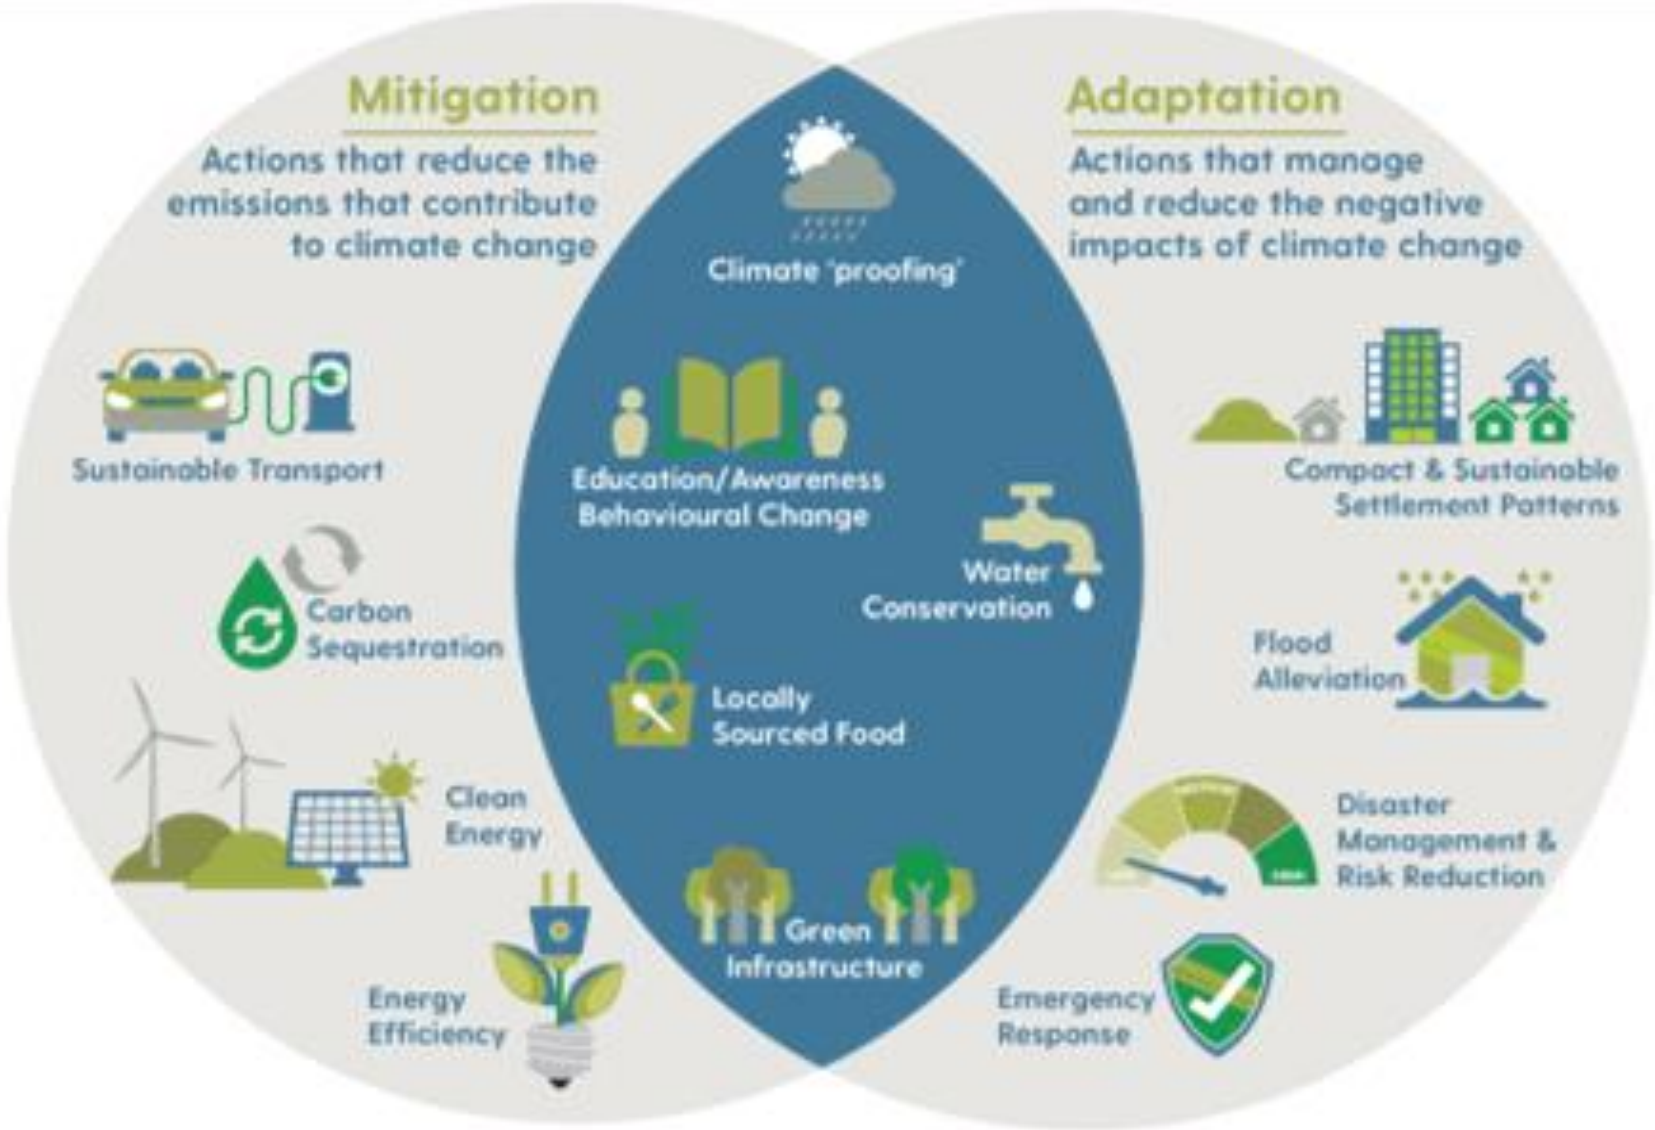 Mitigation
Actions that reduce the
emissions that contribute
to climate change
Sustainable Transport
Carbon
Sequestration
Clean
Energy
Energy
Efficiency
Climate 'proofing'
Education/Awareness
Behavioural Change
Water
Conservation
Locally
Sourced Food
Green
Infrastructure
Adaptation
Actions that manage
and reduce the negative
impacts of climate change
Compact & Sustainable
Settlement Patterns
Flood
Alleviation
Disaster
Management &
Risk Reduction
Emergency
Response